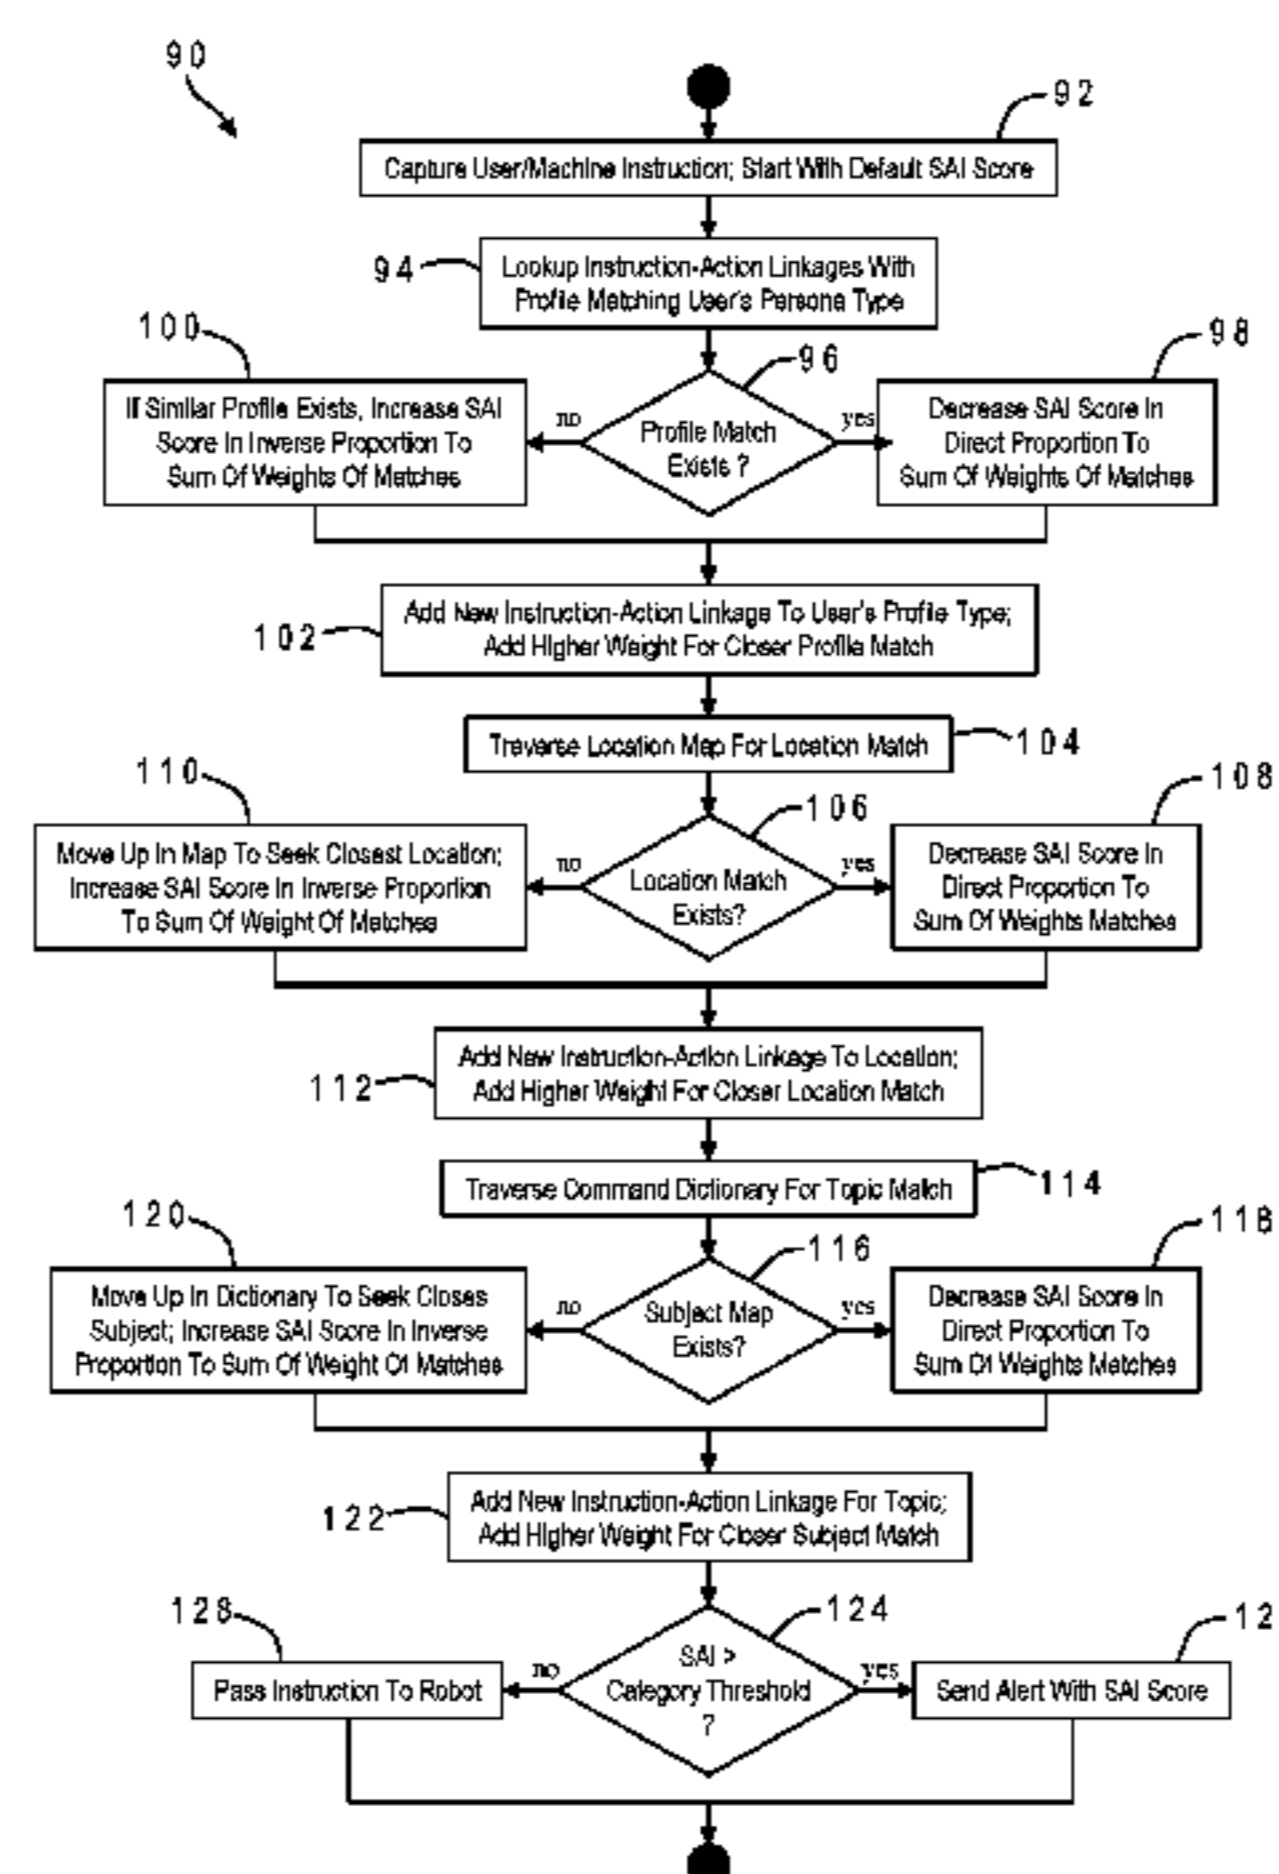 90
92
Capture User/Machine Instruction; Start With Default SAI Score
94
Lookup Instruction-Action Linkages With
Profile Matching User's Persona Type
100
96
98
If Similar Profile Exists, Increase SAI
Score In Inverse Proportion To
Sum Of Weights Of Matches
no
Profile Match
Exists ?
yes
Decrease SAI Score In
Direct Proportion To
Sum Of Weights Of Matches
102
Add New Instruction-Action Linkage To User's Profile Type;
Add Higher Weight For Closer Profile Match
Traverse Location Map For Location Match
104
110
106
108
Move Up In Map To Seek Closest Location;
Increase SAI Score In Inverse Proportion
To Sum Of Weight Of Matches
no
Location Match
Exists?
yes
Decrease SAI Score In
Direct Proportion To
Sum Of Weights Matches
112
Add New Instruction-Action Linkage To Location;
Add Higher Weight For Closer Location Match
Traverse Command Dictionary For Topic Match
114
120
116
118
Move Up In Dictionary To Seek Closes
Subject; Increase SAI Score In Inverse
Proportion To Sum Of Weight Of Matches
no
Subject Map
Exists?
yes
Decrease SAI Score In
Direct Proportion To
Sum Of Weights Matches
122
Add New Instruction-Action Linkage For Topic;
Add Higher Weight For Closer Subject Match
128
124
12
Pass Instruction To Robot
no
SAI >
Category Threshold
?
yes
Send Alert With SAI Score